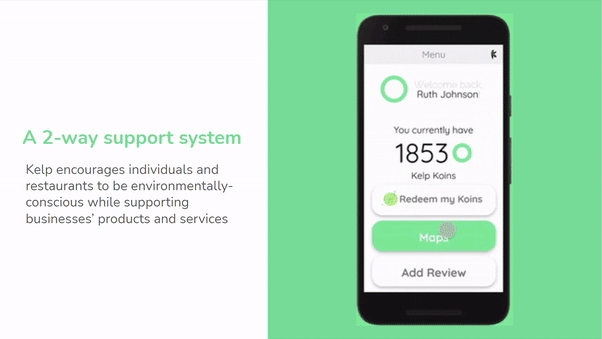 A 2-way support system
Kelp encourages individuals and
restaurants to be environmentally-
conscious while supporting
businesses’ products and services
Menu
Welcome back,
Ruth Johnson
You currently have
1853
Kelp Koins
Redeem my Koins
Maps
Add Review